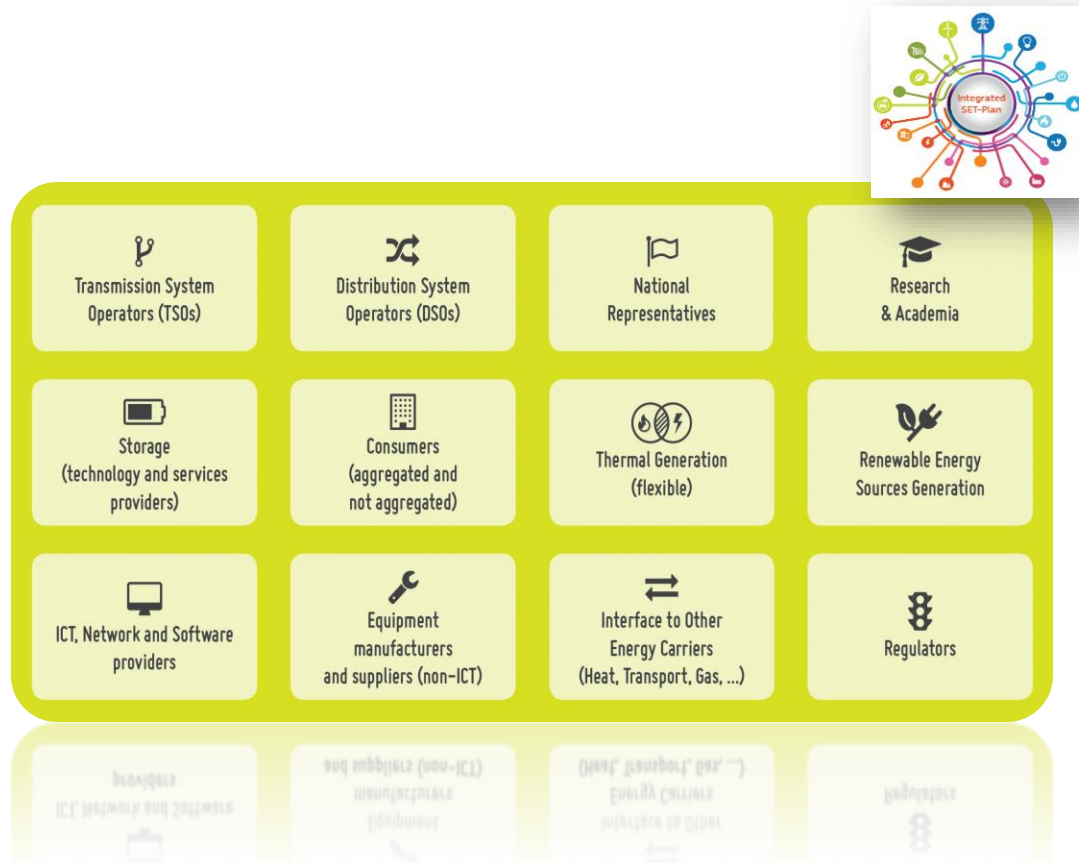 Integrated
SET-Plan
Transmission System
Operators (TSOs)
Distribution System
Operators (DSOs)
National
Representatives
Research
& Academia
Storage
(technology and services
providers)
Consumers
(aggregated and
not aggregated)
Thermal Generation
(flexible)
Renewable Energy
Sources Generation
ICT, Network and Software
providers
Equipment
manufacturers
and suppliers (non-ICT)
Interface to Other
Energy Carriers
(Heat, Transport, Gas, ...)
Regulators